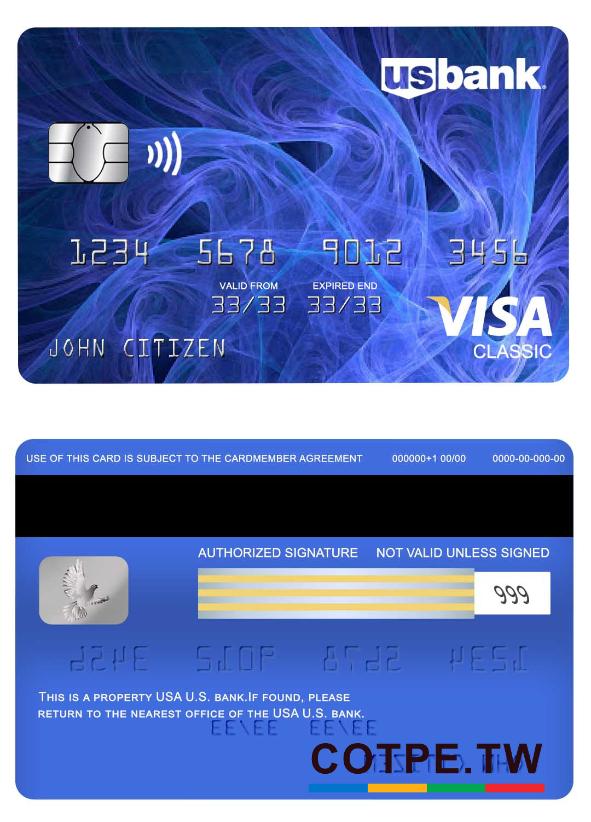 usbank
1234 5678 9012 3456
VALID FROM EXPIRED END
33/33 33/33
VISA
JOHN CITIZEN
CLASSIC
USE OF THIS CARD IS SUBJECT TO THE CARDMEMBER AGREEMENT 000000+1 00/00 0000-00-000-00
AUTHORIZED SIGNATURE NOT VALID UNLESS SIGNED
999
THIS IS A PROPERTY USA U.S. BANK.IF FOUND, PLEASE
RETURN TO THE NEAREST OFFICE OF THE USA U.S. BANK.
COTPE.TW